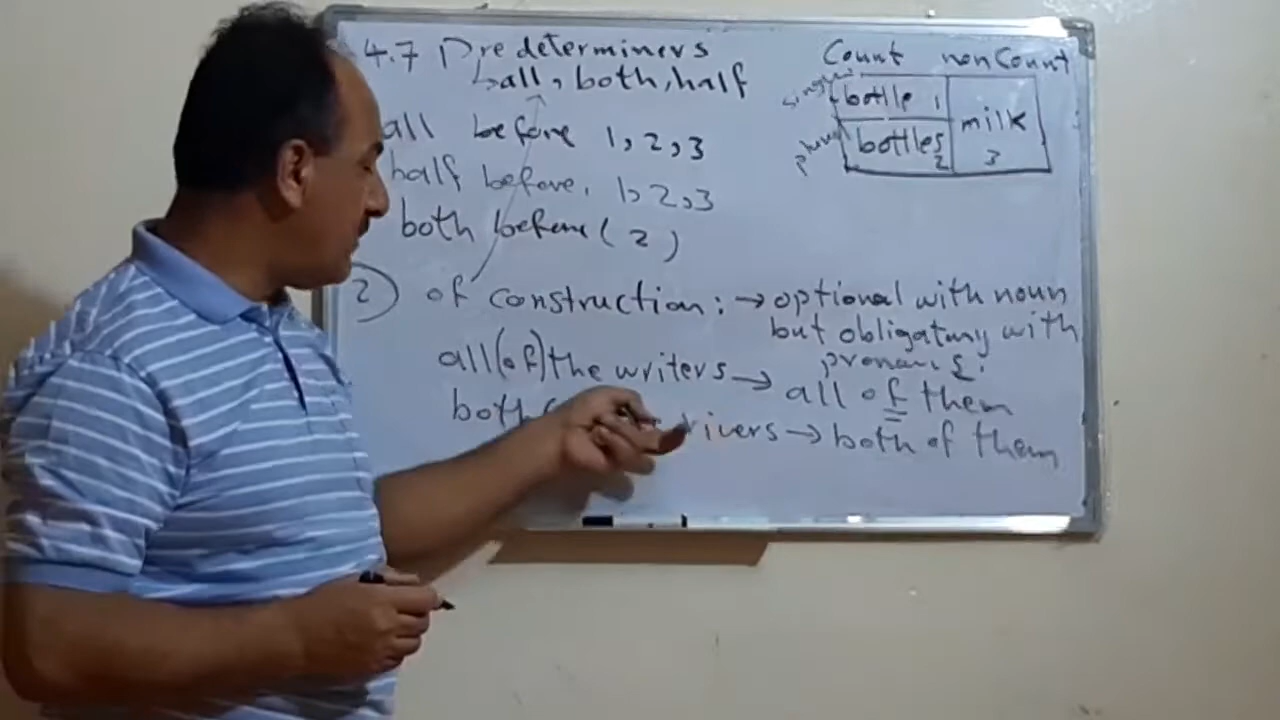 4.7 Predeterminers
all, both, half
all before 1, 2, 3
half before, 1, 2, 3
both before ( 2 )
2) of construction: → optional with noun
but obligatory with
all (of) the writers → all of them
both → both of them
Count nonCount
singular bottle 1
plural bottles 2
milk
3